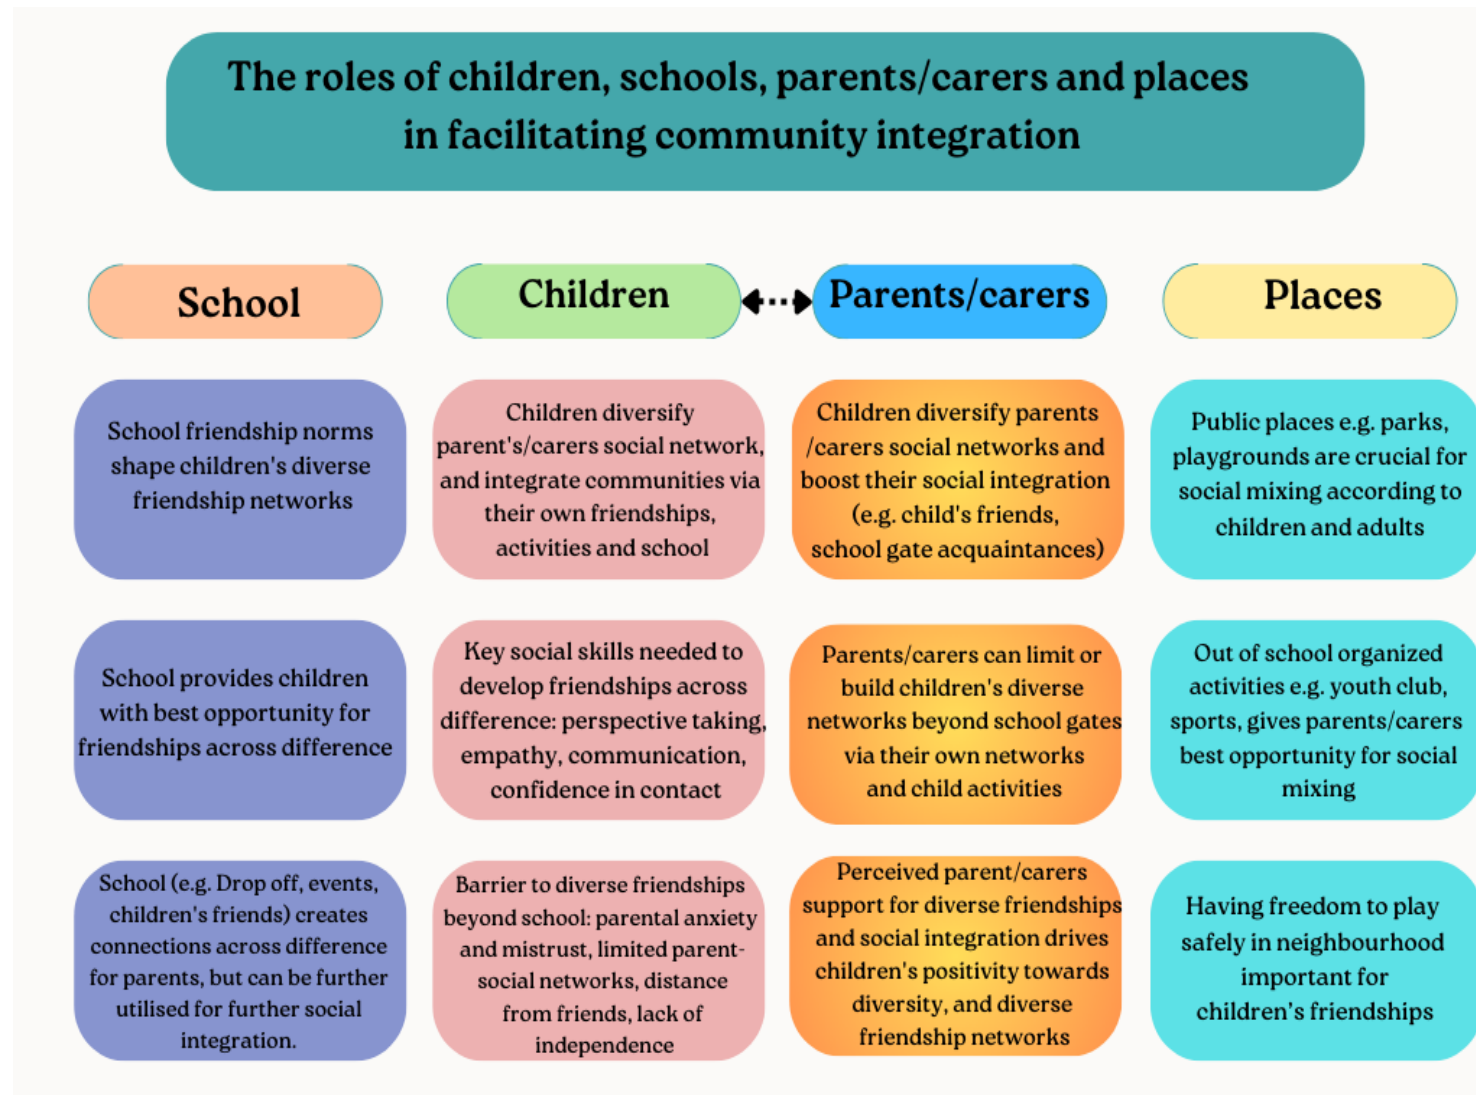 The roles of children, schools, parents/carers and places
in facilitating community integration
School
Children
Parents/carers
Places
School friendship norms
shape children's diverse
friendship networks
Children diversify
parent's/carers social network,
and integrate communities via
their own friendships,
activities and school
Children diversify parents
/carers social networks and
boost their social integration
(e.g. child's friends,
school gate acquaintances)
Public places e.g. parks,
playgrounds are crucial for
social mixing according to
children and adults
School provides children
with best opportunity for
friendships across difference
Key social skills needed to
develop friendships across
difference: perspective taking,
empathy, communication,
confidence in contact
Parents/carers can limit or
build children's diverse
networks beyond school gates
via their own networks
and child activities
Out of school organized
activities e.g. youth club,
sports, gives parents/carers
best opportunity for social
mixing
School (e.g. Drop off, events,
children's friends) creates
connections across difference
for parents, but can be further
utilised for further social
integration.
Barrier to diverse friendships
beyond school: parental anxiety
and mistrust, limited parent-
social networks, distance
from friends, lack of
independence
Perceived parent/carers
support for diverse friendships
and social integration drives
children's positivity towards
diversity, and diverse
friendship networks
Having freedom to play
safely in neighbourhood
important for
children's friendships